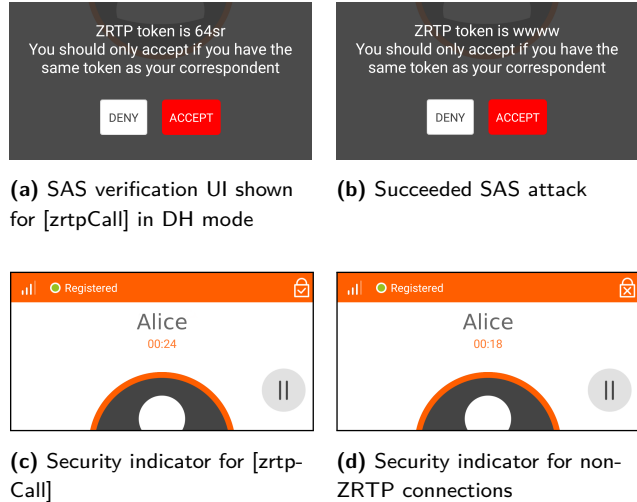 ZRTP token is 64sr
You should only accept if you have the
same token as your correspondent
DENY ACCEPT
(a) SAS verification UI shown
for [zrtpCall] in DH mode
ZRTP token is wwww
You should only accept if you have the
same token as your correspondent
DENY ACCEPT
(b) Succeeded SAS attack
Registered
Alice
00:24
(c) Security indicator for [zrtp-
Call]
Registered
Alice
00:18
(d) Security indicator for non-
ZRTP connections